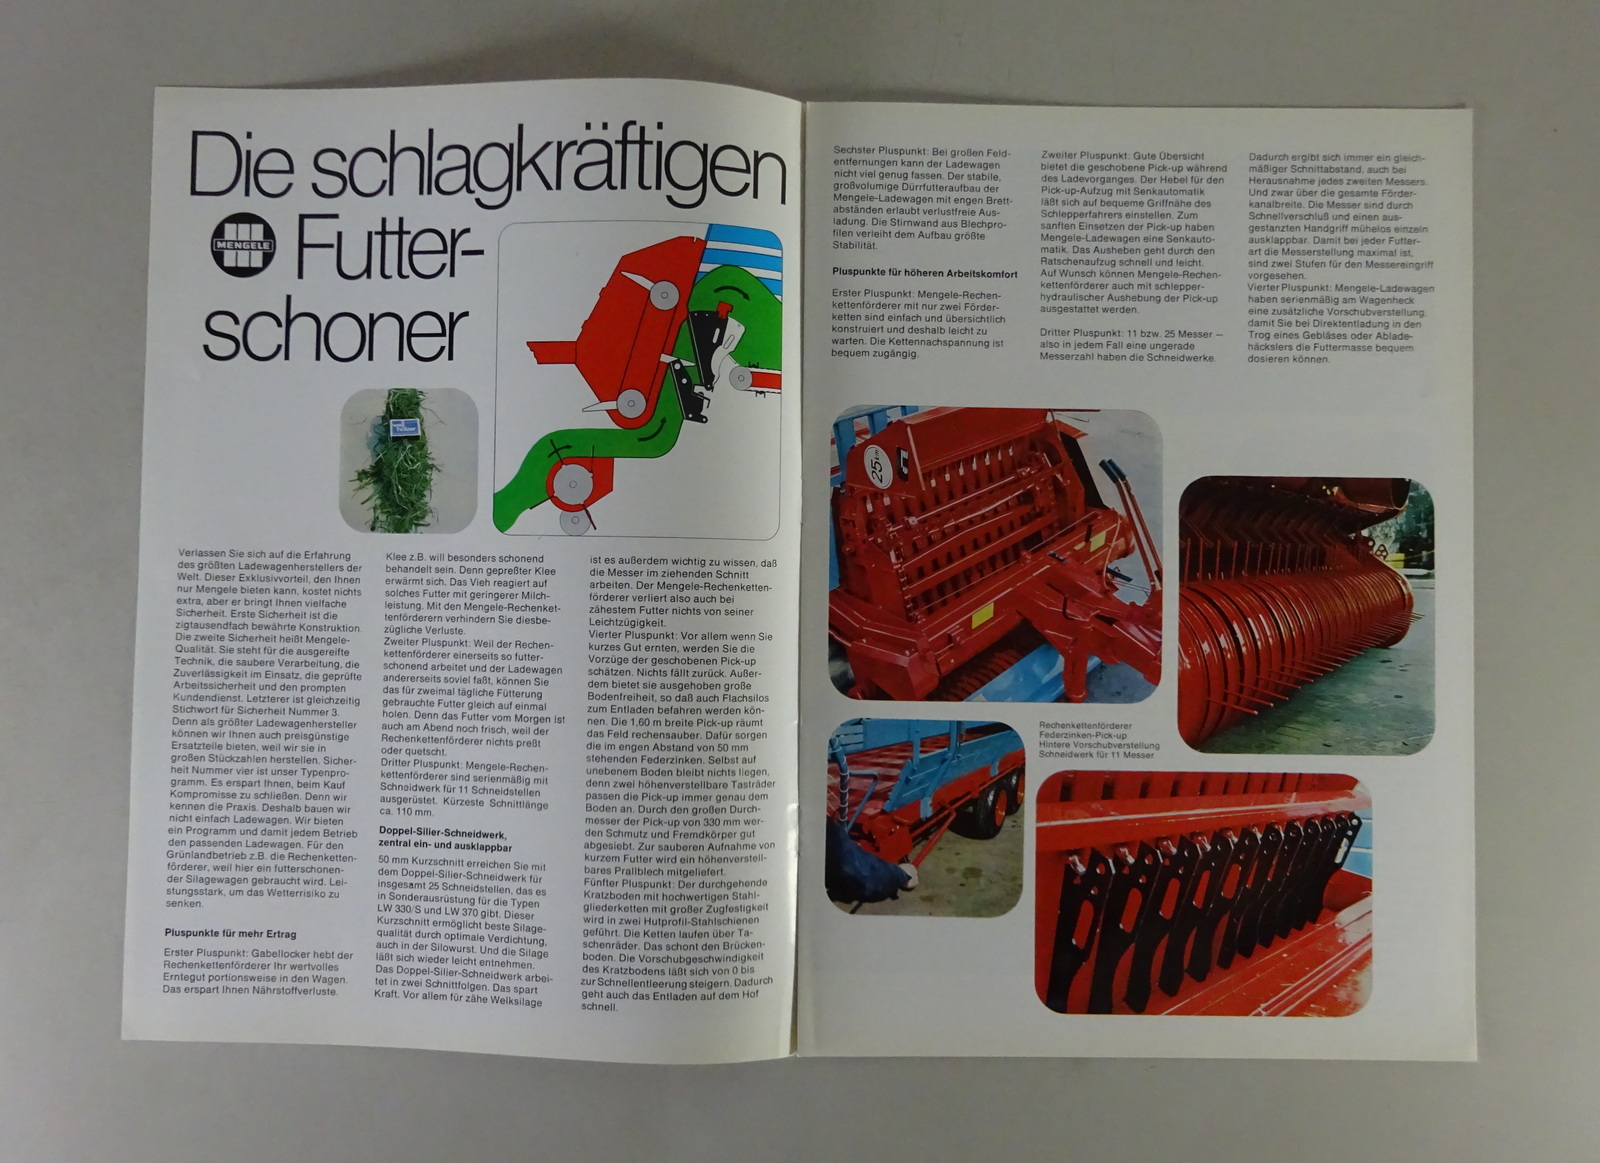 Die schlagkräftigen
MENGELE
Futter-
schoner
Verlassen Sie sich auf die Erfahrung
des größten Ladewagenherstellers der
Welt. Dieser Exklusivvorteil, den Ihnen
nur Mengele bieten kann, kostet nichts
extra, aber er bringt Ihnen vielfache
Sicherheit. Erste Sicherheit ist die
zigtausendfach bewährte Konstruktion.
Die zweite Sicherheit heißt Mengele-
Qualität. Sie steht für die ausgereifte
Technik, die saubere Verarbeitung, die
Zuverlässigkeit im Einsatz, die geprüfte
Arbeitssicherheit und den prompten
Kundendienst. Letzterer ist gleichzeitig
Stichwort für Sicherheit Nummer 3.
Denn als größter Ladewagenhersteller
können wir Ihnen auch preisgünstige
Ersatzteile bieten, weil wir sie in
großen Stückzahlen herstellen. Sicher-
heit Nummer vier ist unser Typenpro-
gramm. Es erspart Ihnen, beim Kauf
Kompromisse zu schließen. Denn wir
kennen die Praxis. Deshalb bauen wir
nicht einfach Ladewagen. Wir bieten
ein Programm und damit jedem Betrieb
den passenden Ladewagen. Für den
Grünlandbetrieb z.B. die Rechenketten-
förderer, weil hier ein futterschonen-
der Silagewagen gebraucht wird. Lei-
stungsstark, um das Wetterrisiko zu
senken.
Pluspunkte für mehr Ertrag
Erster Pluspunkt: Gabellocker hebt der
Rechenkettenförderer Ihr wertvolles
Erntegut portionsweise in den Wagen.
Das erspart Ihnen Nährstoffverluste.
Klee z.B. will besonders schonend
behandelt sein. Denn gepreßter Klee
erwärmt sich. Das Vieh reagiert auf
solches Futter mit geringerer Milch-
leistung. Mit den Mengele-Rechenket-
tenförderern verhindern Sie diesbe-
zügliche Verluste.
Zweiter Pluspunkt: Weil der Rechen-
kettenförderer einerseits so futter-
schonend arbeitet und der Ladewagen
andererseits soviel faßt, können Sie
das für zweimal tägliche Fütterung
gebrauchte Futter gleich auf einmal
holen. Denn das Futter vom Morgen ist
auch am Abend noch frisch, weil der
Rechenkettenförderer nichts preßt
oder quetscht.
Dritter Pluspunkt: Mengele-Rechen-
kettenförderer sind serienmäßig mit
Schneidwerk für 11 Schneidstellen
ausgerüstet. Kürzeste Schnittlänge
ca. 110 mm.
Doppel-Silier-Schneidwerk,
zentral ein- und ausklappbar
50 mm Kurzschnitt erreichen Sie mit
dem Doppel-Silier-Schneidwerk für
insgesamt 25 Schneidstellen, das es
in Sonderausrüstung für die Typen
LW 330/S und LW 370 gibt. Dieser
Kurzschnitt ermöglicht beste Silage-
qualität durch optimale Verdichtung,
auch in der Silowurst. Und die Silage
läßt sich wieder leicht entnehmen.
Das Doppel-Silier-Schneidwerk arbei-
tet in zwei Schnittfolgen. Das spart
Kraft. Vor allem für zähe Welksilage
ist es außerdem wichtig zu wissen, daß
die Messer im ziehenden Schnitt
arbeiten. Der Mengele-Rechenketten-
förderer verliert also auch bei
zähestem Futter nichts von seiner
Leichtzügigkeit.
Vierter Pluspunkt: Vor allem wenn Sie
kurzes Gut ernten, werden Sie die
Vorzüge der geschobenen Pick-up
schätzen. Nichts fällt zurück. Außer-
dem bietet sie ausgehoben große
Bodenfreiheit, so daß auch Flachsilos
zum Entladen befahren werden kön-
nen. Die 1,60 m breite Pick-up räumt
das Feld rechensauber. Dafür sorgen
die im engen Abstand von 50 mm
stehenden Federzinken. Selbst auf
unebenem Boden bleibt nichts liegen,
denn zwei höhenverstellbare Tasträder
passen die Pick-up immer genau dem
Boden an. Durch den großen Durch-
messer der Pick-up von 330 mm wer-
den Schmutz und Fremdkörper gut
abgesiebt. Zur sauberen Aufnahme von
kurzem Futter wird ein höhenverstell-
bares Prallblech mitgeliefert.
Fünfter Pluspunkt: Der durchgehende
Kratzboden mit hochwertigen Stahl-
gliederketten mit großer Zugfestigkeit
wird in zwei Hutprofil-Stahlschienen
geführt. Die Ketten laufen über Ta-
schenräder. Das schont den Brücken-
boden. Die Vorschubgeschwindigkeit
des Kratzbodens läßt sich von 0 bis
zur Schnellentleerung steigern. Dadurch
geht auch das Entladen auf dem Hof
schnell.
Sechster Pluspunkt: Bei großen Feld-
entfernungen kann der Ladewagen
nicht viel genug fassen. Der stabile,
großvolumige Dürrfutteraufbau der
Mengele-Ladewagen mit engen Brett-
abständen erlaubt verlustfreie Aus-
ladung. Die Stirnwand aus Blechpro-
filen verleiht dem Aufbau größte
Stabilität.
Pluspunkte für höheren Arbeitskomfort
Erster Pluspunkt: Mengele-Rechen-
kettenförderer mit nur zwei Förder-
ketten sind einfach und übersichtlich
konstruiert und deshalb leicht zu
warten. Die Kettennachspannung ist
bequem zugängig.
Zweiter Pluspunkt: Gute Übersicht
bietet die geschobene Pick-up während
des Ladevorganges. Der Hebel für den
Pick-up-Aufzug mit Senkautomatik
läßt sich auf bequeme Griffnähe des
Schlepperfahrers einstellen. Zum
sanften Einsetzen der Pick-up haben
Mengele-Ladewagen eine Senkauto-
matik. Das Ausheben geht durch den
Ratschenaufzug schnell und leicht.
Auf Wunsch können Mengele-Rechen-
kettenförderer auch mit schlepper-
hydraulischer Aushebung der Pick-up
ausgestattet werden.
Dritter Pluspunkt: 11 bzw. 25 Messer –
also in jedem Fall eine ungerade
Messerzahl haben die Schneidwerke.
Dadurch ergibt sich immer ein gleich-
mäßiger Schnittabstand, auch bei
Herausnahme jedes zweiten Messers.
Und zwar über die gesamte Förder-
kanalbreite. Die Messer sind durch
Schnellverschluß und einen aus-
gestanzten Handgriff mühelos einzeln
ausklappbar. Damit bei jeder Futter-
art die Messerstellung maximal ist,
sind zwei Stufen für den Messereingriff
vorgesehen.
Vierter Pluspunkt: Mengele-Ladewagen
haben serienmäßig am Wagenheck
eine zusätzliche Vorschubverstellung,
damit Sie bei Direktentladung in den
Trog eines Gebläses oder Ablade-
häckslers die Futtermasse bequem
dosieren können.
25 km
Rechenkettenförderer
Federzinken-Pick-up
Hintere Vorschubverstellung
Schneidwerk für 11 Messer